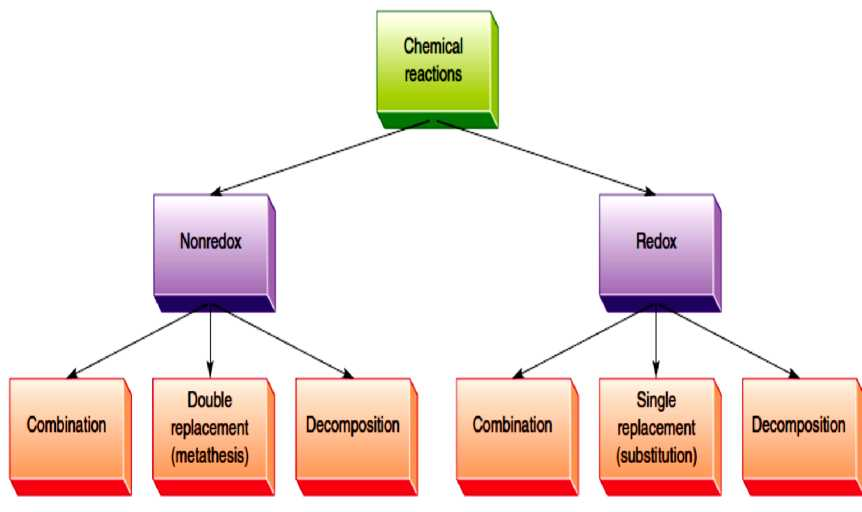 Chemical
reactions
Nonredox
Redox
Combination
Double
replacement
(metathesis)
Decomposition
Combination
Single
replacement
(substitution)
Decomposition